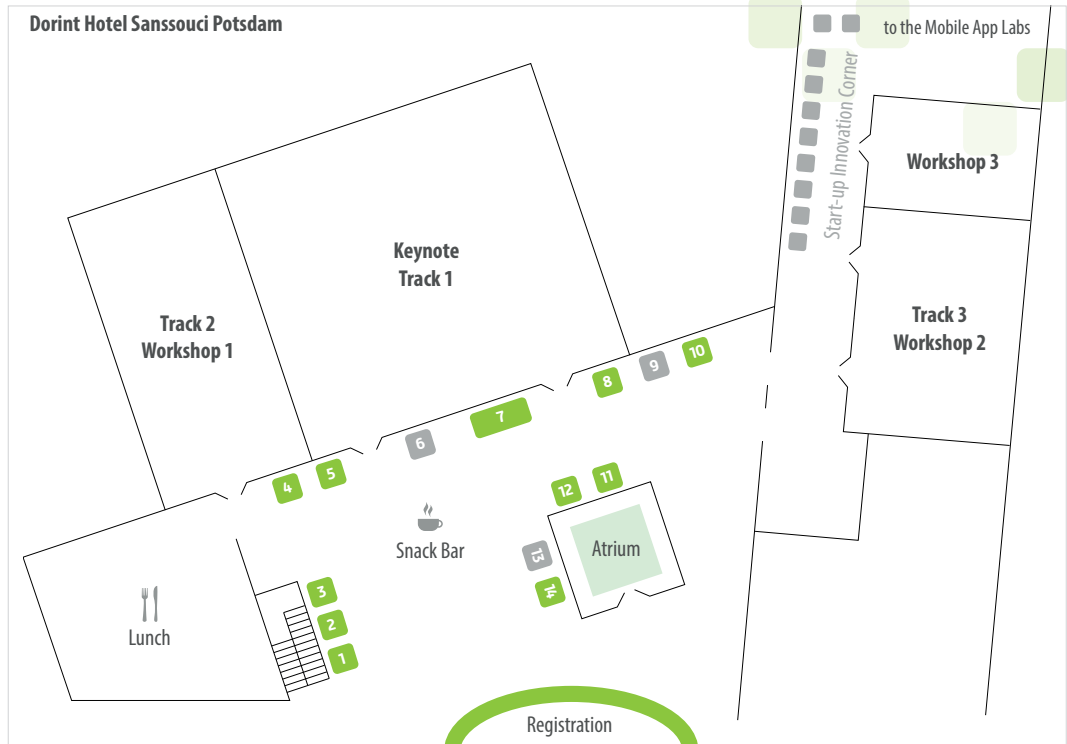 Dorint Hotel Sanssouci Potsdam
to the Mobile App Labs
Start-up Innovation Corner
Workshop 3
Keynote
Track 1
Track 2
Workshop 1
Track 3
Workshop 2
10
9
8
7
6
5
4
11
12
13
14
Snack Bar
Atrium
3
2
1
Lunch
Registration